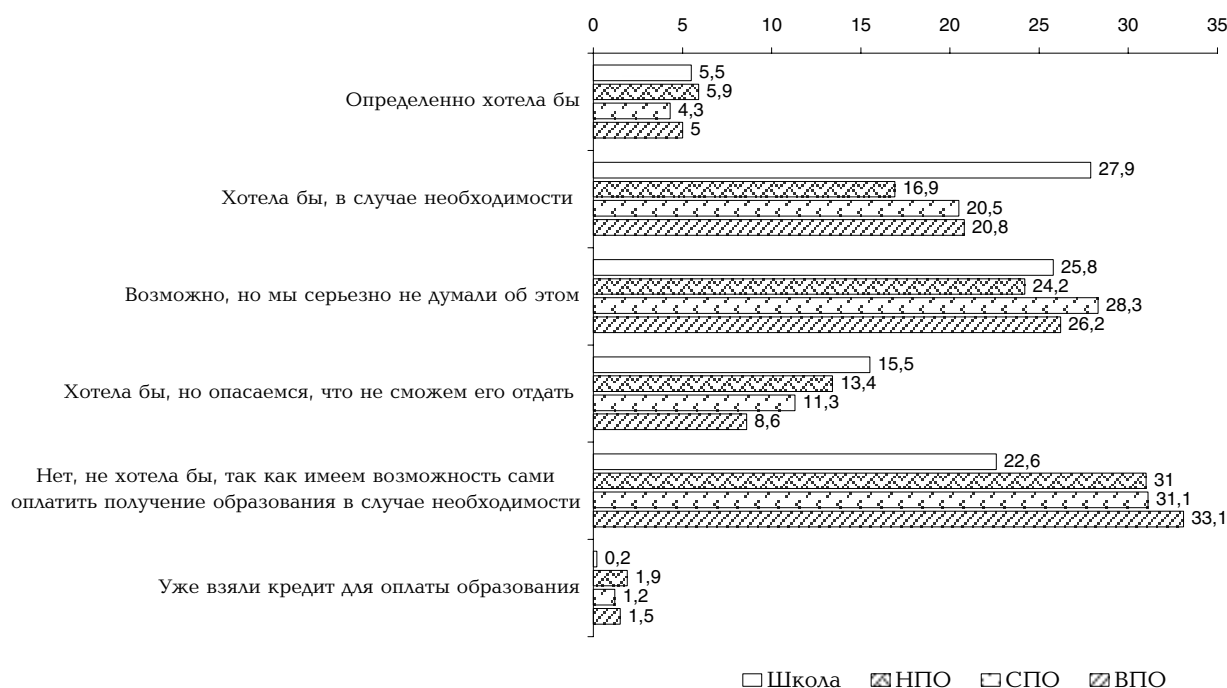 0 5 10 15 20 25 30 35
Определенно хотела бы
5,5
5,9
4,3
5
Хотела бы, в случае необходимости
27,9
16,9
20,5
20,8
Возможно, но мы серьезно не думали об этом
25,8
24,2
28,3
26,2
Хотела бы, но опасаемся, что не сможем его отдать
15,5
13,4
11,3
8,6
Нет, не хотела бы, так как имеем возможность сами
оплатить получение образования в случае необходимости
22,6
31
31,1
33,1
Уже взяли кредит для оплаты образования
0,2
1,9
1,2
1,5
Школа НПО СПО ВПО